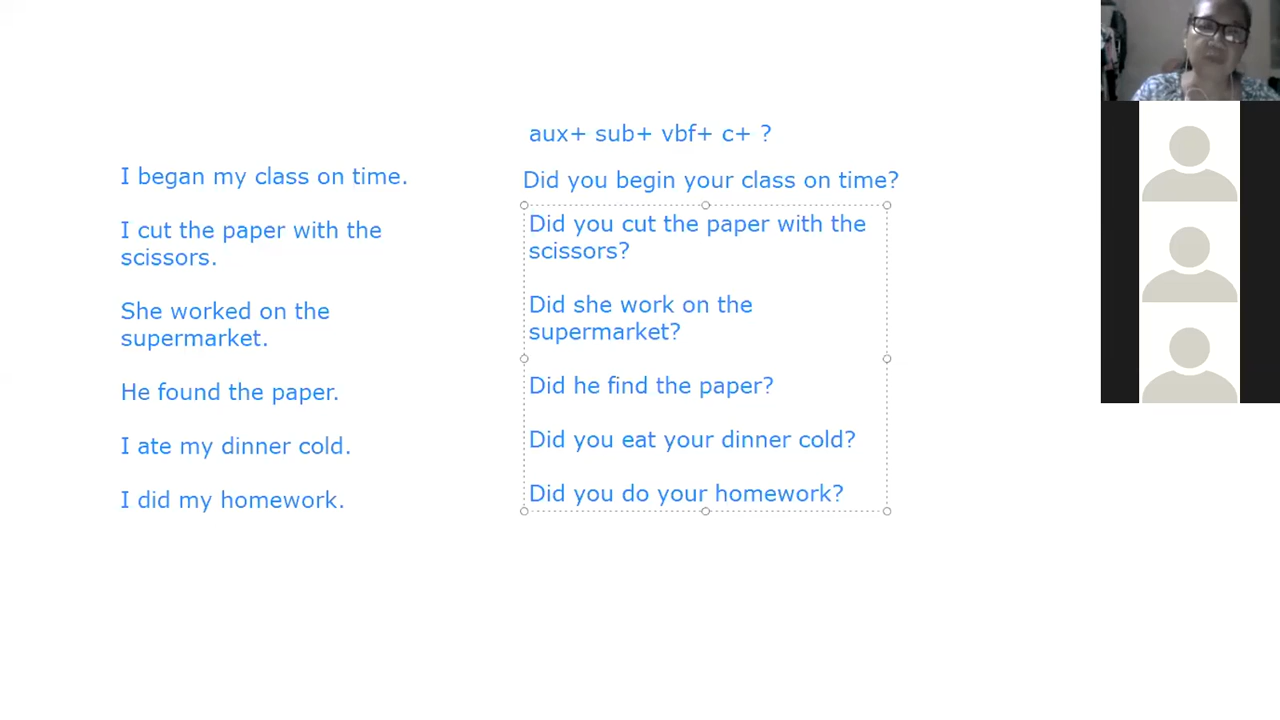 I began my class on time.
I cut the paper with the
scissors.
She worked on the
supermarket.
He found the paper.
I ate my dinner cold.
I did my homework.
aux+ sub+ vbf+ c+ ?
Did you begin your class on time?
Did you cut the paper with the
scissors?
Did she work on the
supermarket?
Did he find the paper?
Did you eat your dinner cold?
Did you do your homework?